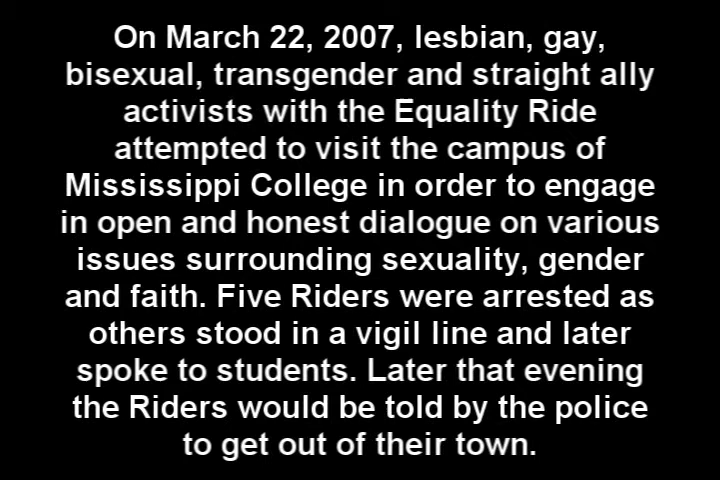 On March 22, 2007, lesbian, gay,
bisexual, transgender and straight ally
activists with the Equality Ride
attempted to visit the campus of
Mississippi College in order to engage
in open and honest dialogue on various
issues surrounding sexuality, gender
and faith. Five Riders were arrested as
others stood in a vigil line and later
spoke to students. Later that evening
the Riders would be told by the police
to get out of their town.